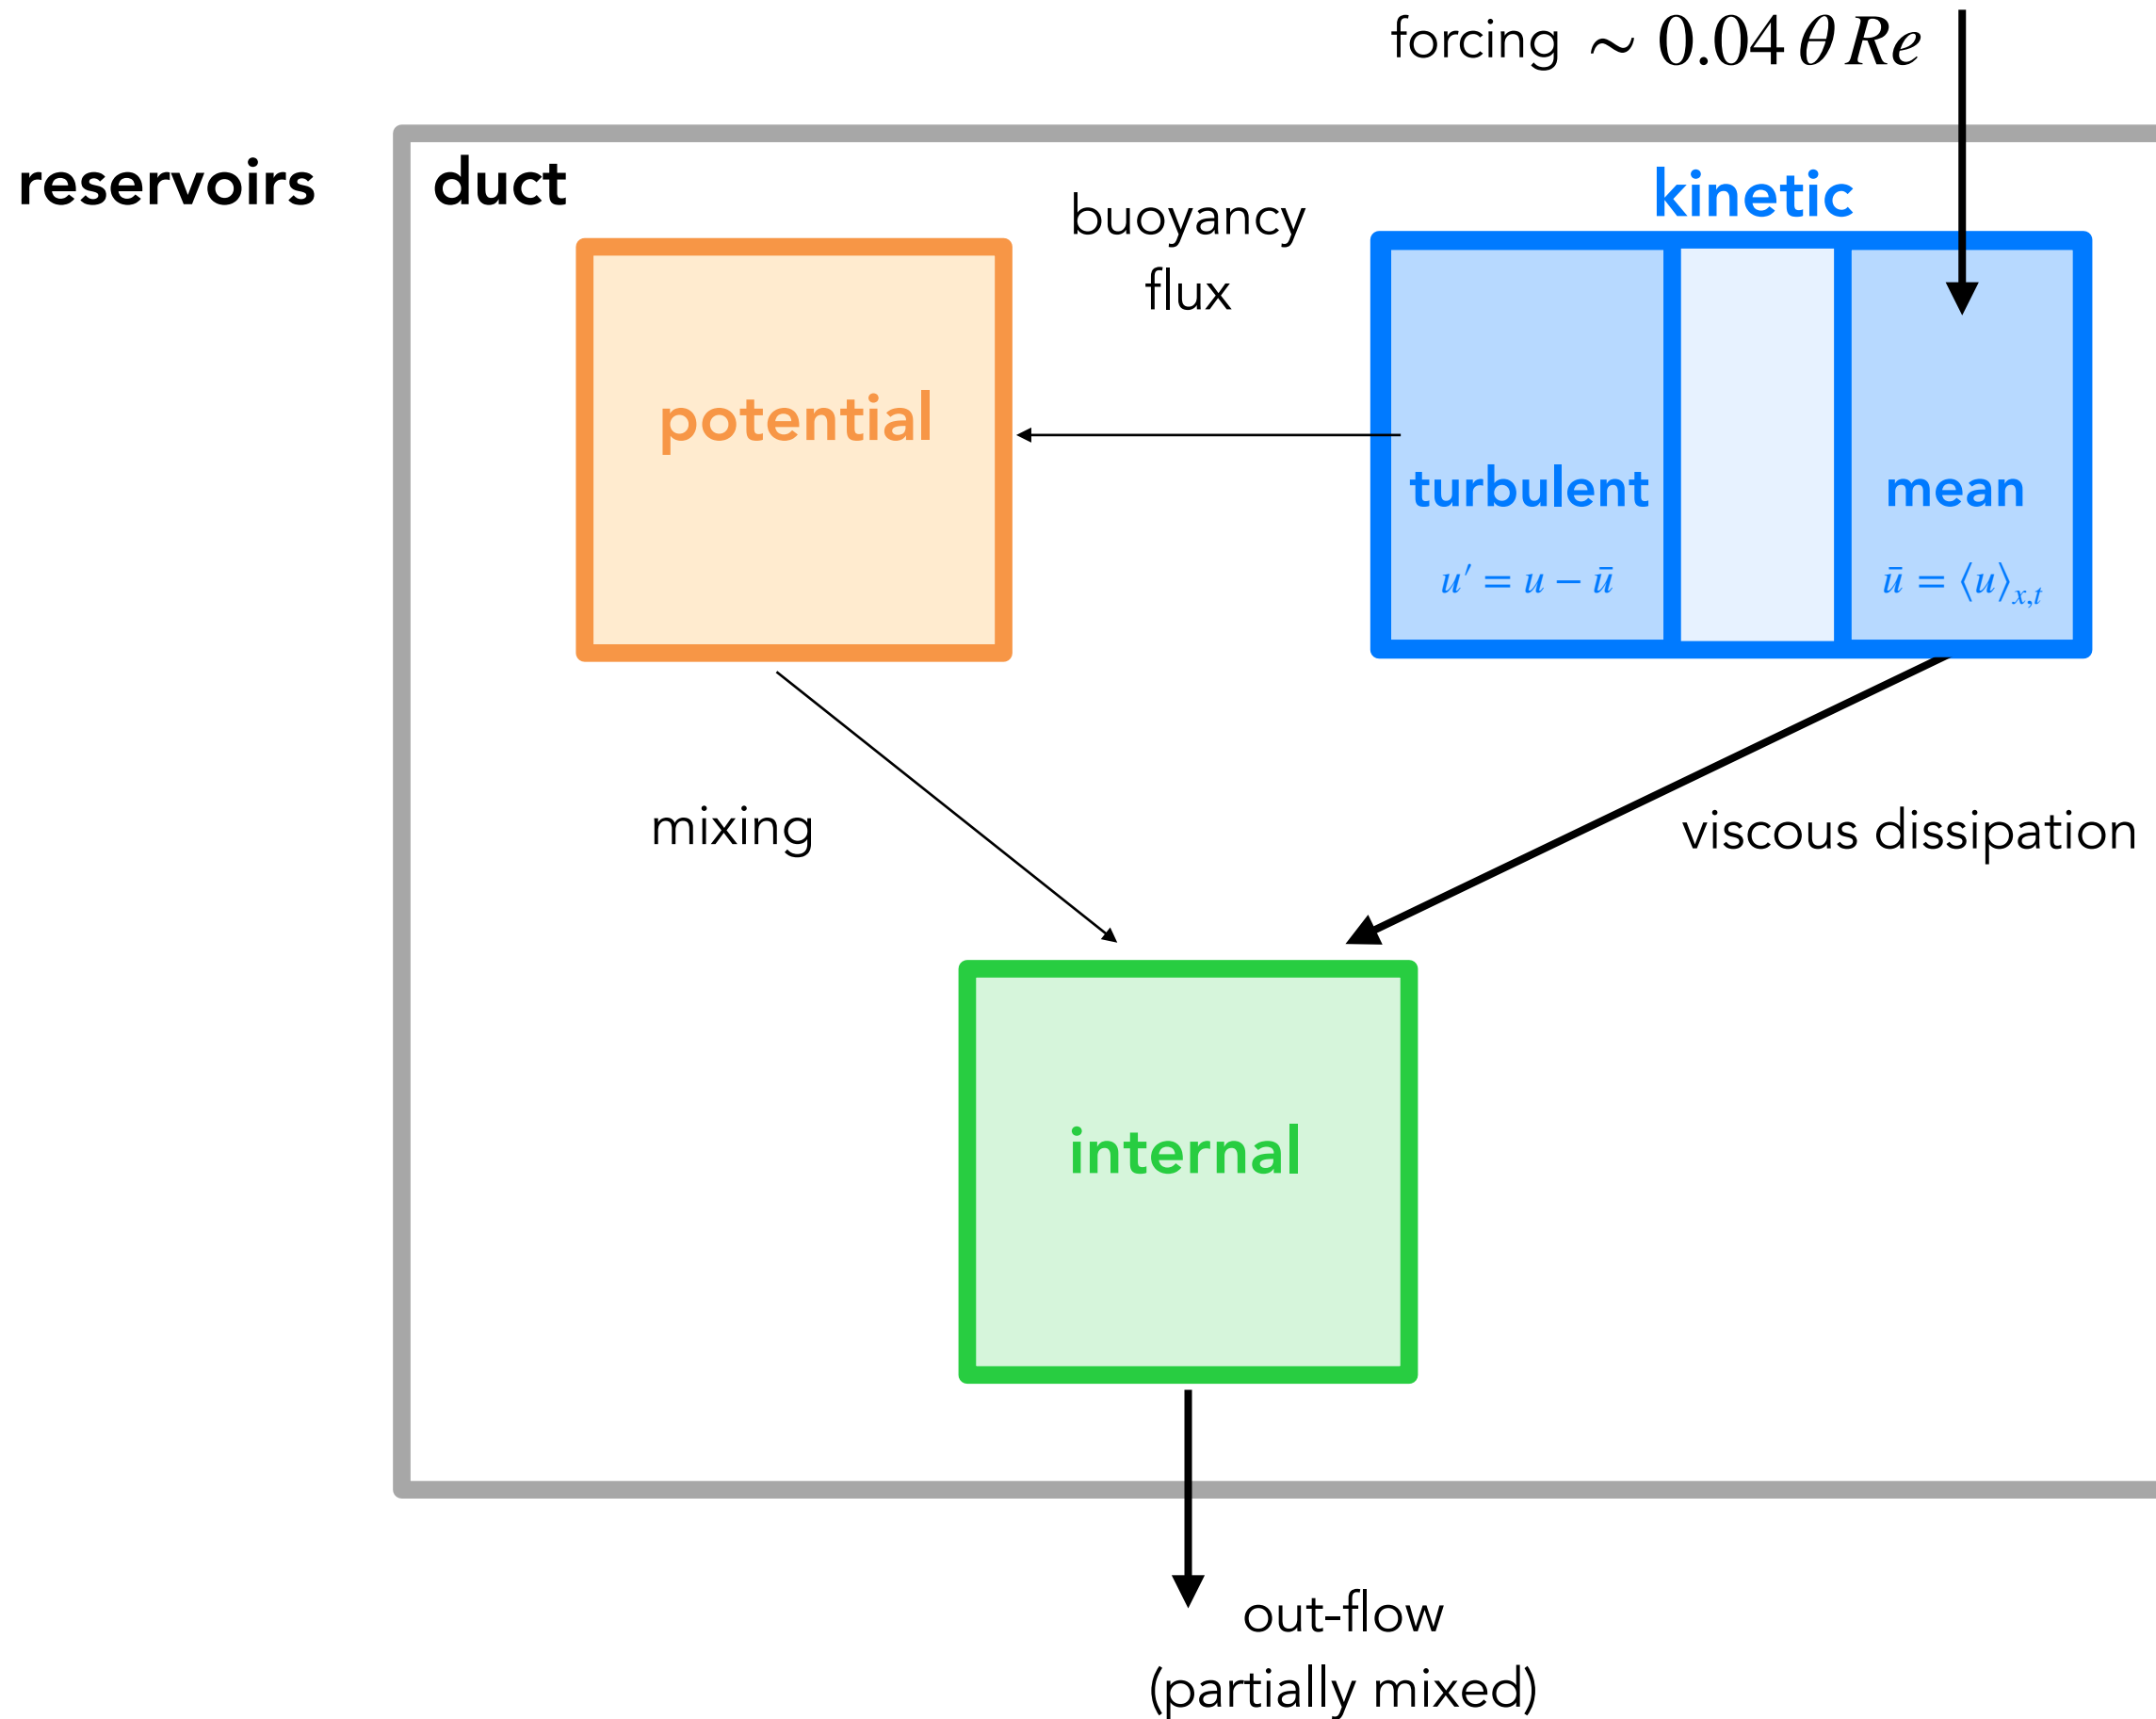 forcing ~ 0.04 θ Re
reservoirs
duct
kinetic
buoyancy
flux
potential
turbulent
mean
u′ = u − ū
ū = ⟨u⟩x,t
mixing
viscous dissipation
internal
out-flow
(partially mixed)